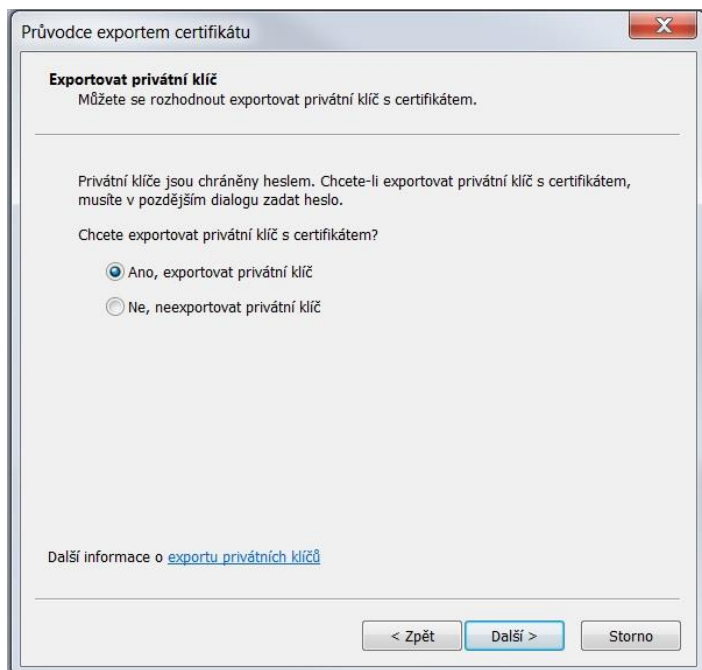 Průvodce exportem certifikátu
Exportovat privátní klíč
Můžete se rozhodnout exportovat privátní klíč s certifikátem.
Privátní klíče jsou chráněny heslem. Chcete-li exportovat privátní klíč s certifikátem,
musíte v pozdějším dialogu zadat heslo.
Chcete exportovat privátní klíč s certifikátem?
Ano, exportovat privátní klíč
Ne, neexportovat privátní klíč
Další informace o exportu privátních klíčů
< Zpět
Další >
Storno